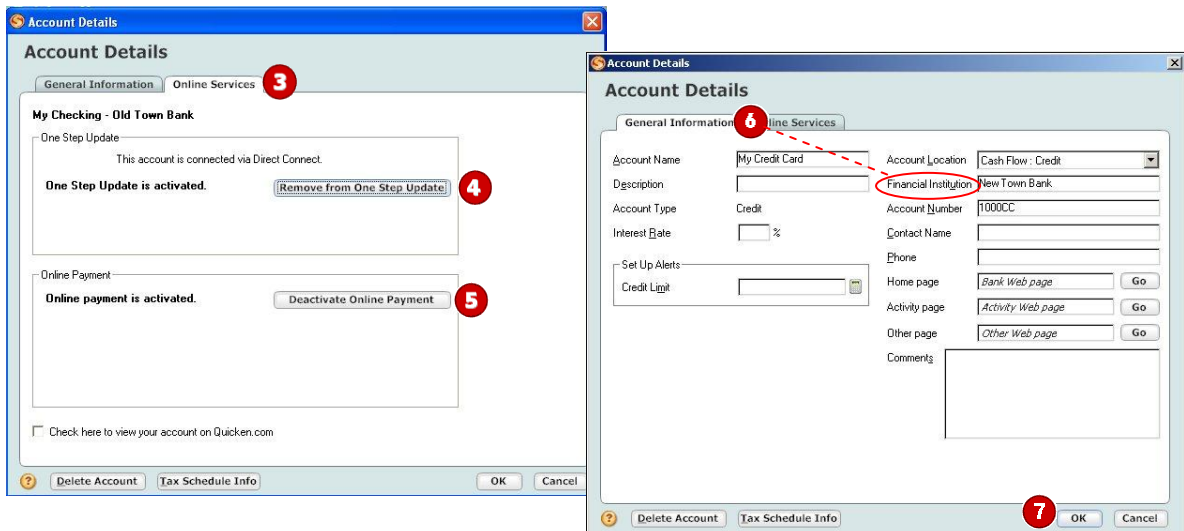 Account Details
Account Details
General Information Online Services 3
My Checking - Old Town Bank
One Step Update
This account is connected via Direct Connect.
One Step Update is activated. Remove from One Step Update 4
Online Payment
Online payment is activated. Deactivate Online Payment 5
Check here to view your account on Quicken.com
? Delete Account Tax Schedule Info OK Cancel
Account Details
Account Details
General Information 6 line Services
Account Name My Credit Card Account Location Cash Flow : Credit
Description Financial Institution New Town Bank
Account Type Credit Account Number 1000CC
Interest Rate % Contact Name
Phone
Set Up Alerts
Credit Limit Home page Bank Web page Go
Activity page Activity Web page Go
Other page Other Web page Go
Comments
? Delete Account Tax Schedule Info 7 OK Cancel